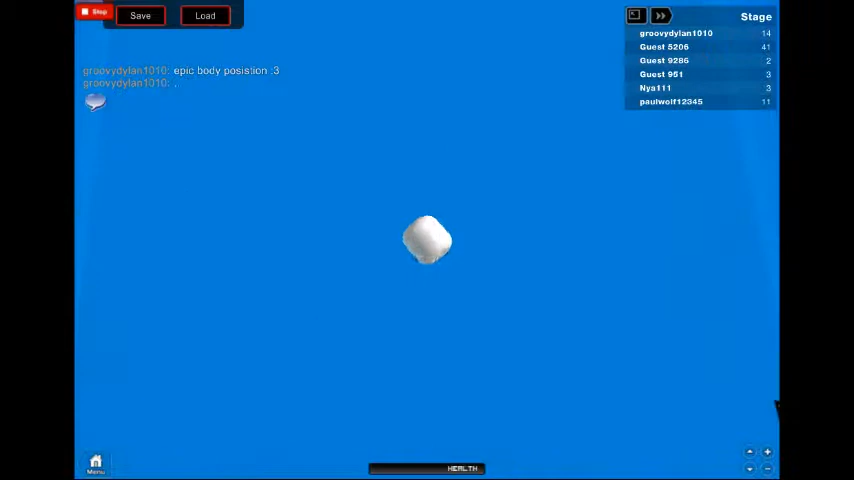 Stop
Save
Load
Stage
groovydylan1010 14
Guest 5206 41
Guest 9286 2
Guest 951 3
Nya111 3
paulwolf12345 11
groovydylan1010: epic body posistion :3
groovydylan1010: .
Menu
HEALTH